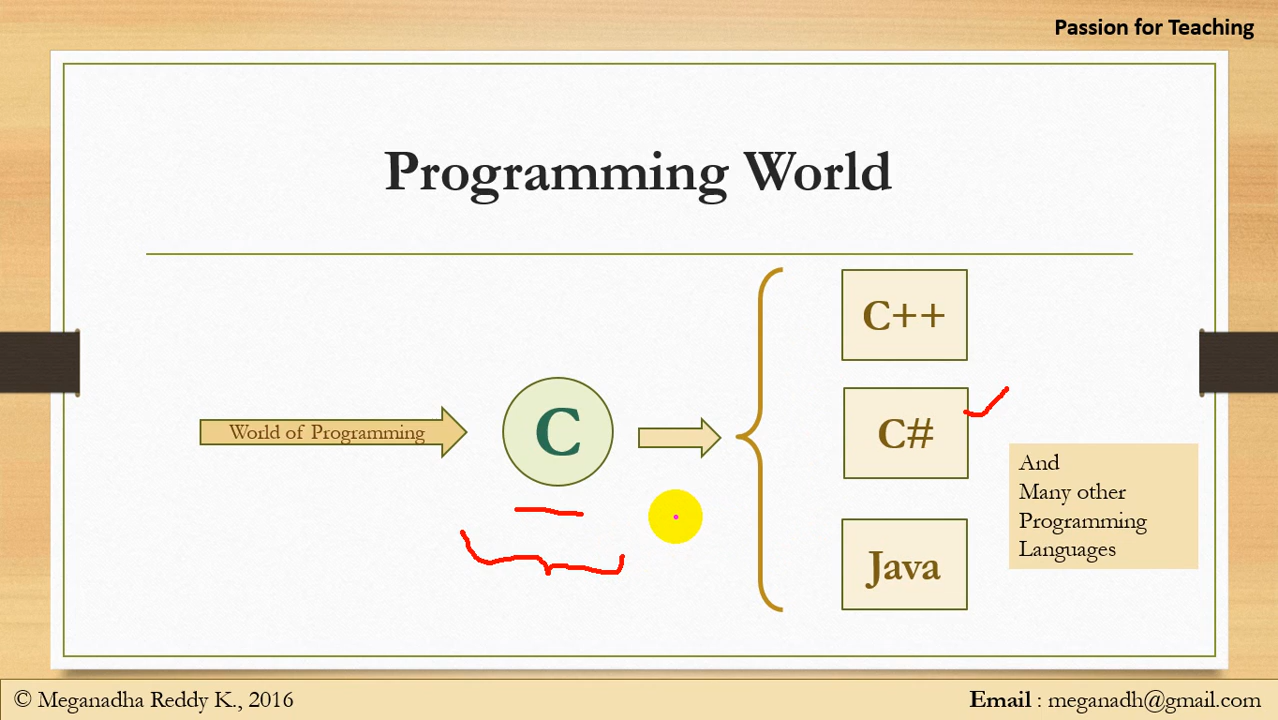 Passion for Teaching
Programming World
World of Programming
C
C++
C#
Java
And
Many other
Programming
Languages
© Meganadha Reddy K., 2016
Email : meganadh@gmail.com